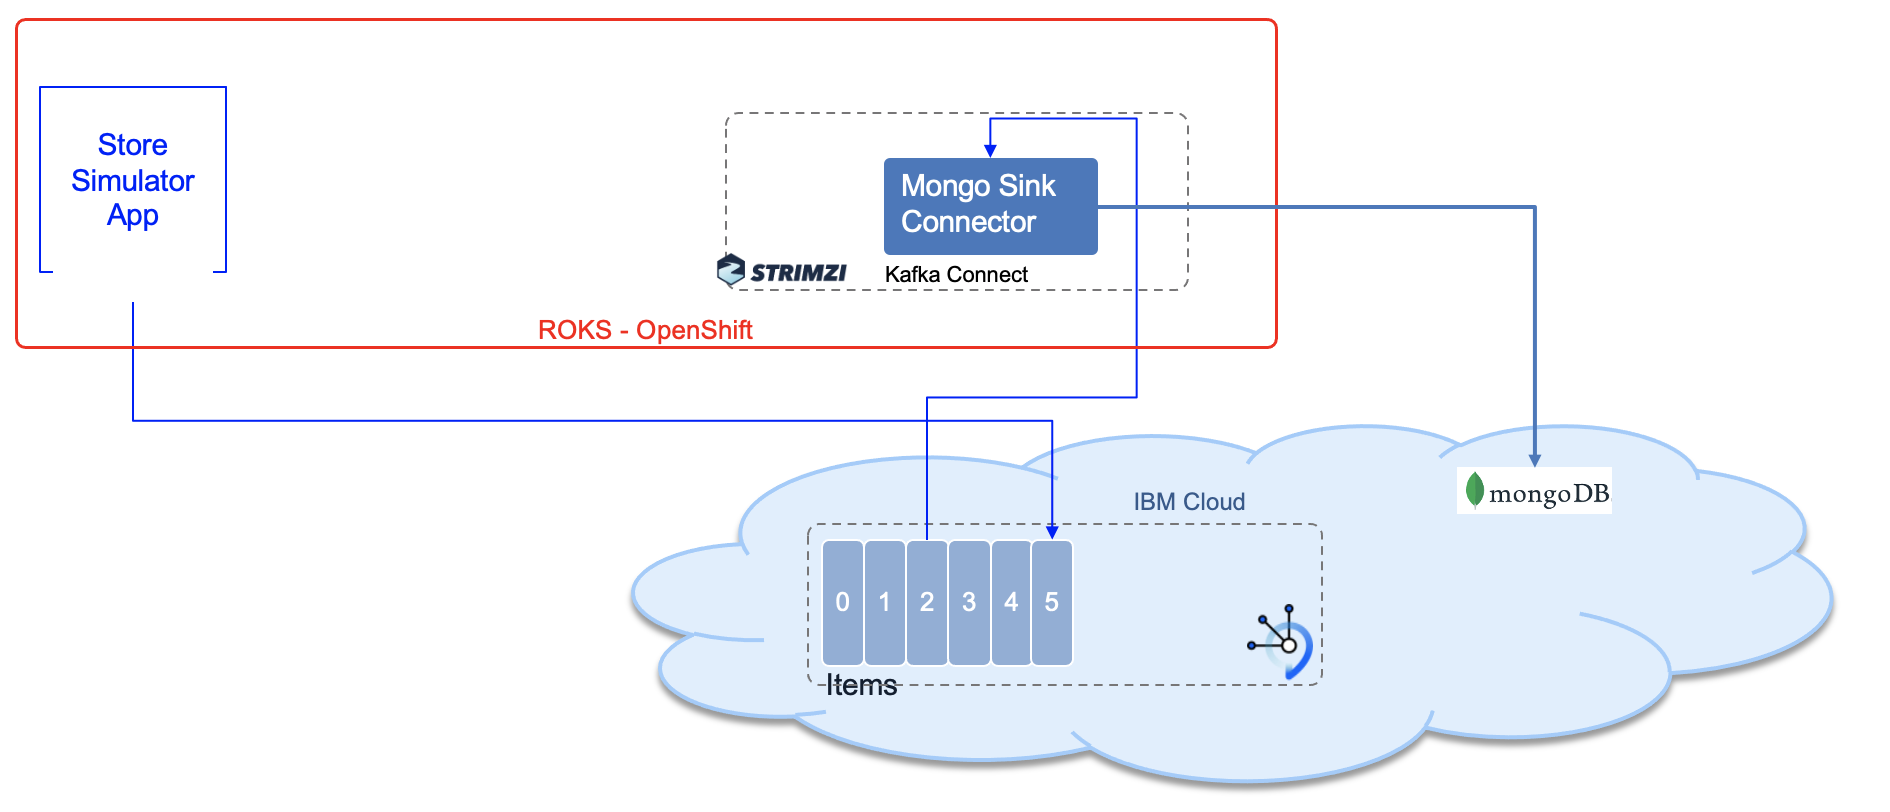 Store
Simulator
App
Mongo Sink
Connector
STRIMZI
Kafka Connect
ROKS - OpenShift
IBM Cloud
mongoDB.
0 1 2 3 4 5
Items